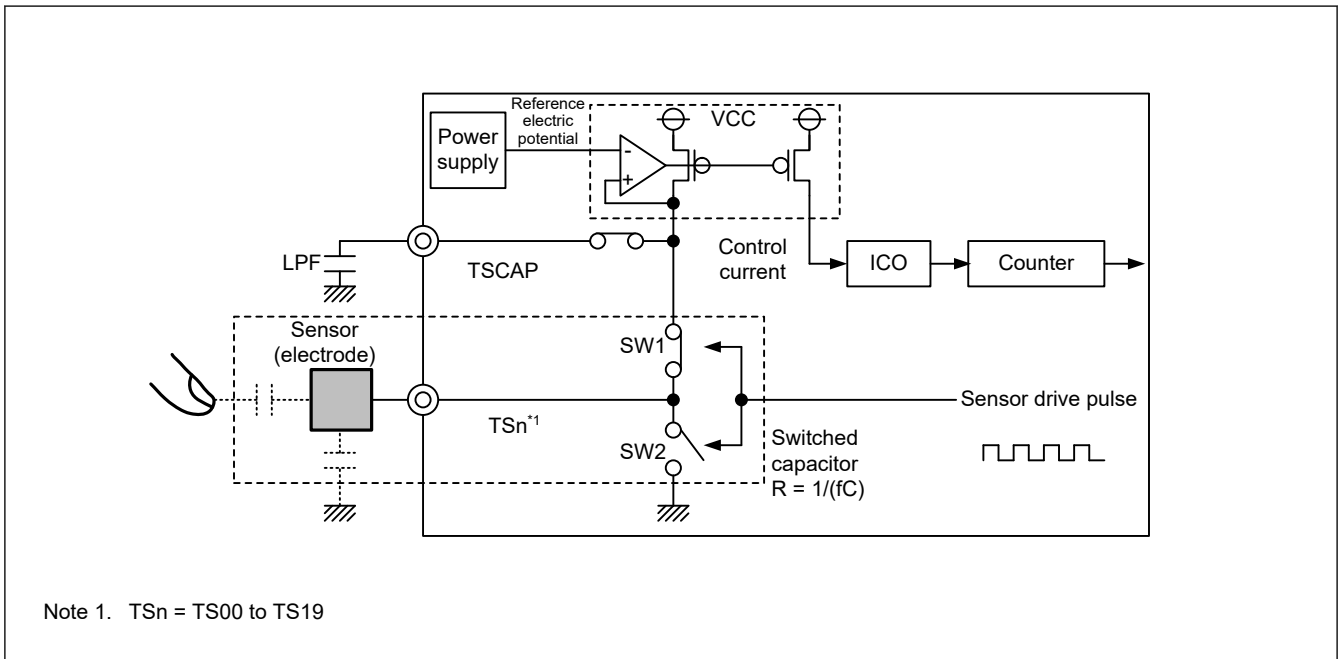 Reference
electric
potential
Power
supply
VCC
-
+
LPF
TSCAP
Control
current
ICO
Counter
Sensor
(electrode)
SW1
TSn*1
Sensor drive pulse
SW2
Switched
capacitor
R = 1/(fC)
Note 1. TSn = TS00 to TS19